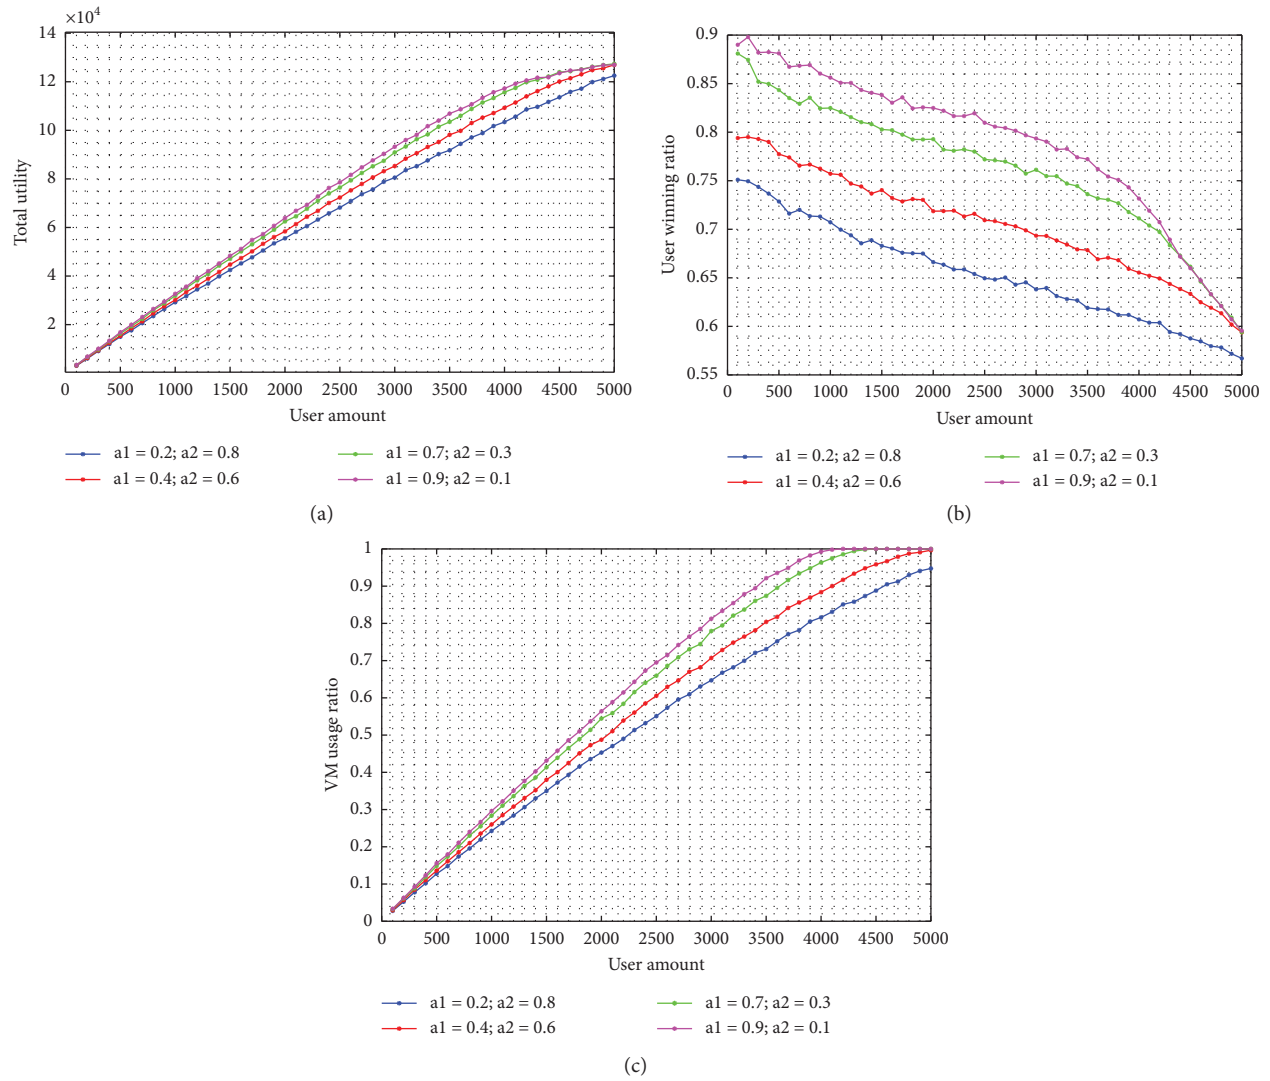 ×10⁴
14
12
10
8
6
4
2
0 500 1000 1500 2000 2500 3000 3500 4000 4500 5000
Total utility
User amount
a1 = 0.2; a2 = 0.8
a1 = 0.4; a2 = 0.6
a1 = 0.7; a2 = 0.3
a1 = 0.9; a2 = 0.1
(a)
0.9
0.85
0.8
0.75
0.7
0.65
0.6
0.55
0 500 1000 1500 2000 2500 3000 3500 4000 4500 5000
User winning ratio
User amount
a1 = 0.2; a2 = 0.8
a1 = 0.4; a2 = 0.6
a1 = 0.7; a2 = 0.3
a1 = 0.9; a2 = 0.1
(b)
1
0.9
0.8
0.7
0.6
0.5
0.4
0.3
0.2
0.1
0
0 500 1000 1500 2000 2500 3000 3500 4000 4500 5000
VM usage ratio
User amount
a1 = 0.2; a2 = 0.8
a1 = 0.4; a2 = 0.6
a1 = 0.7; a2 = 0.3
a1 = 0.9; a2 = 0.1
(c)